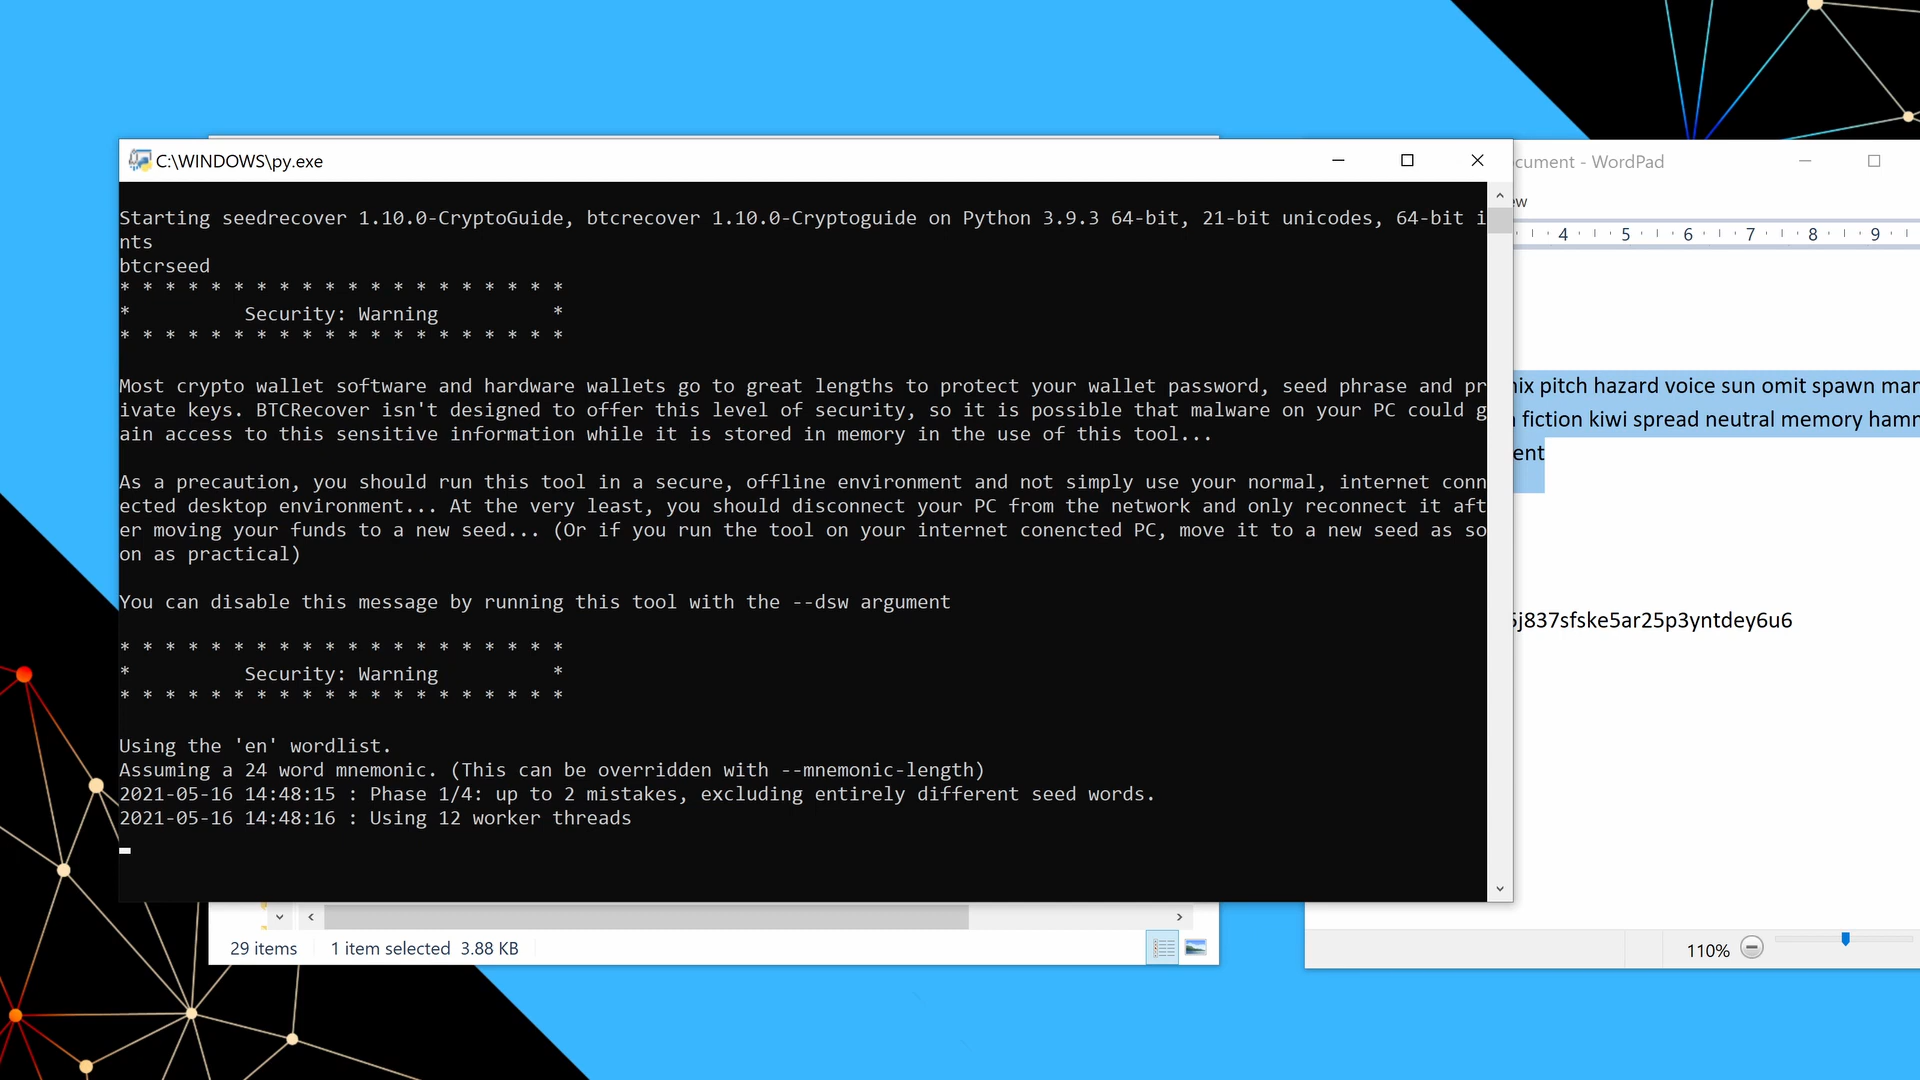 C:\WINDOWS\py.exe
Starting seedrecover 1.10.0-CryptoGuide, btcrecover 1.10.0-Cryptoguide on Python 3.9.3 64-bit, 21-bit unicodes, 64-bit i
nts
btcrseed
* * * * * * * * * * * * * * * * * * * *
* Security: Warning *
* * * * * * * * * * * * * * * * * * * *
Most crypto wallet software and hardware wallets go to great lengths to protect your wallet password, seed phrase and pr
ivate keys. BTCRecover isn't designed to offer this level of security, so it is possible that malware on your PC could g
ain access to this sensitive information while it is stored in memory in the use of this tool...
As a precaution, you should run this tool in a secure, offline environment and not simply use your normal, internet conn
ected desktop environment... At the very least, you should disconnect your PC from the network and only reconnect it aft
er moving your funds to a new seed... (Or if you run the tool on your internet conencted PC, move it to a new seed as so
on as practical)
You can disable this message by running this tool with the --dsw argument
* * * * * * * * * * * * * * * * * * * *
* Security: Warning *
* * * * * * * * * * * * * * * * * * * *
Using the 'en' wordlist.
Assuming a 24 word mnemonic. (This can be overridden with --mnemonic-length)
2021-05-16 14:48:15 : Phase 1/4: up to 2 mistakes, excluding entirely different seed words.
2021-05-16 14:48:16 : Using 12 worker threads
29 items 1 item selected 3.88 KB
cument - WordPad
ew
4 5 6 7 8 9
nix pitch hazard voice sun omit spawn man
fiction kiwi spread neutral memory hamm
ent
5j837sfske5ar25p3yntdey6u6
110%